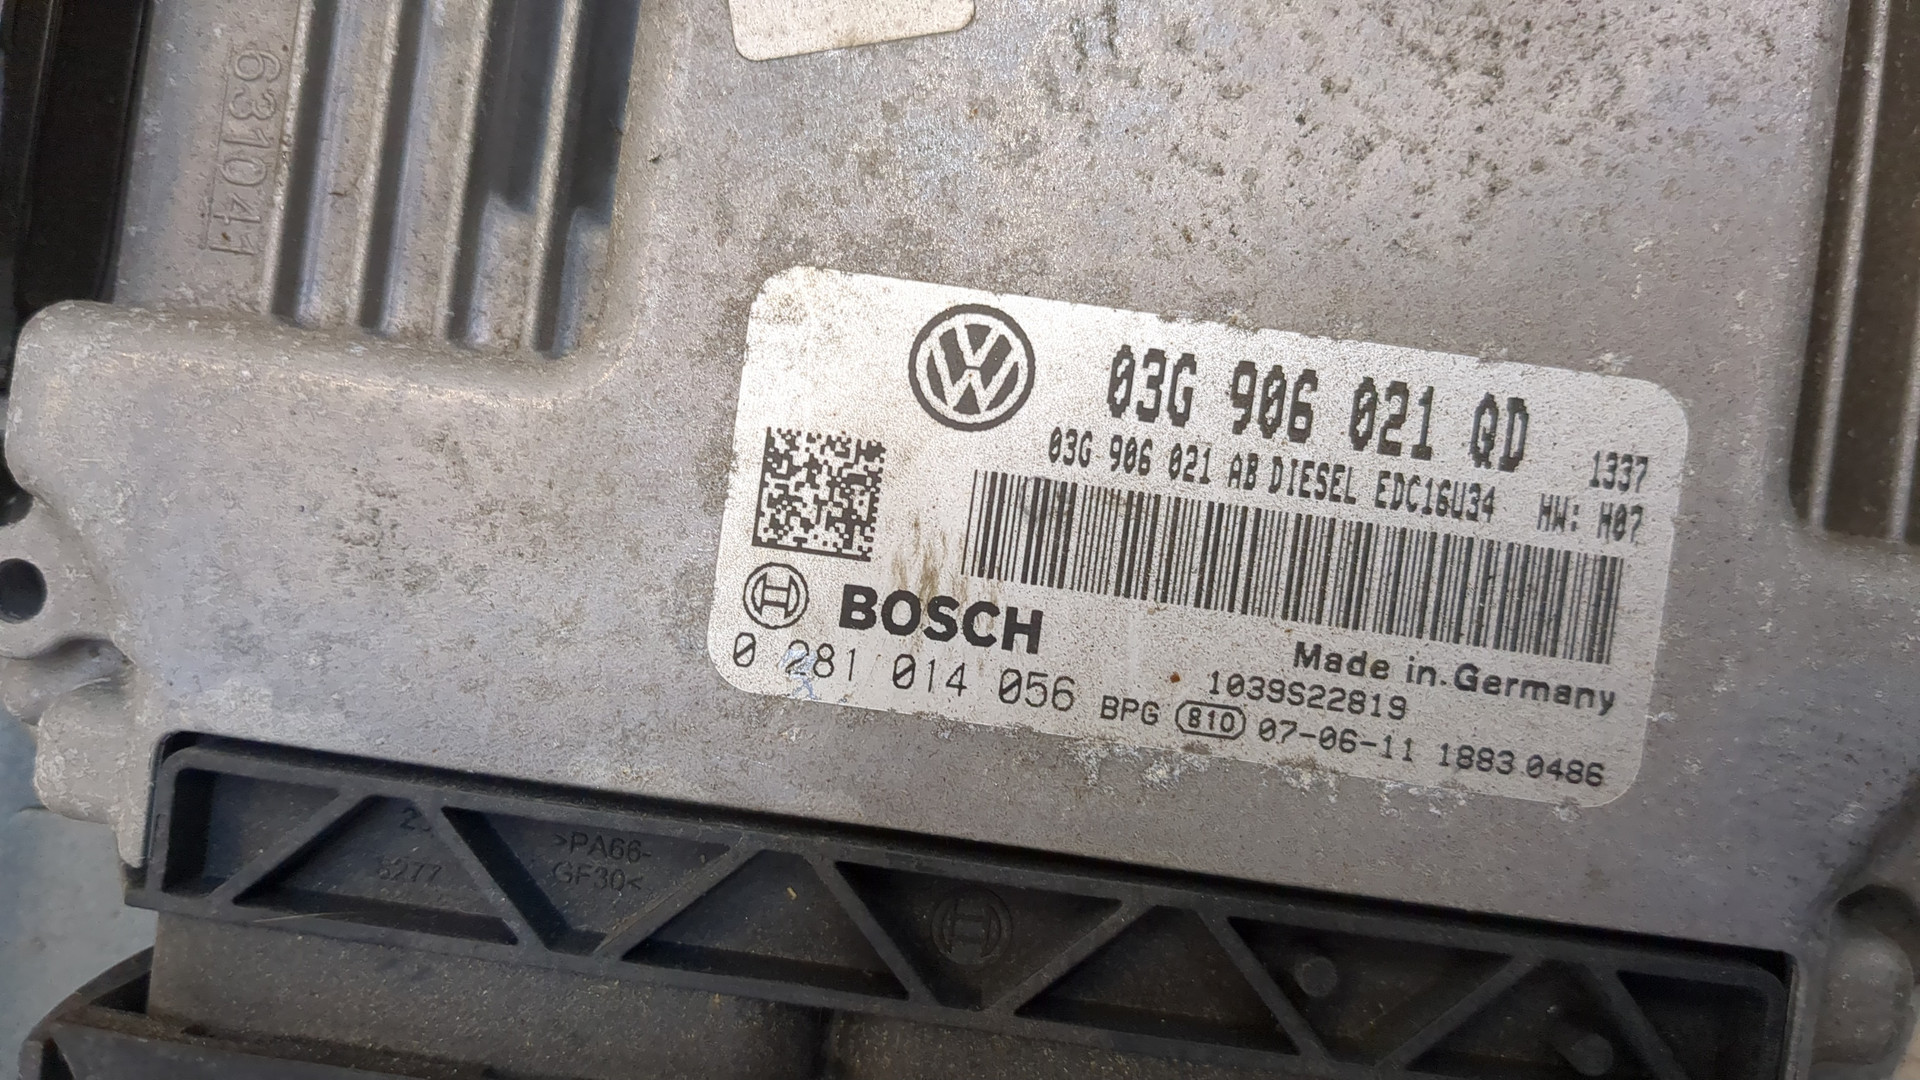 631041
03G 906 021 QD
1337
03G 906 021 AB DIESEL EDC16U34 HW: H07
BOSCH
Made in Germany
0 281 014 056
1039S22819
BPG 810 07-06-11 1883 0486
>PA66-
GF30<